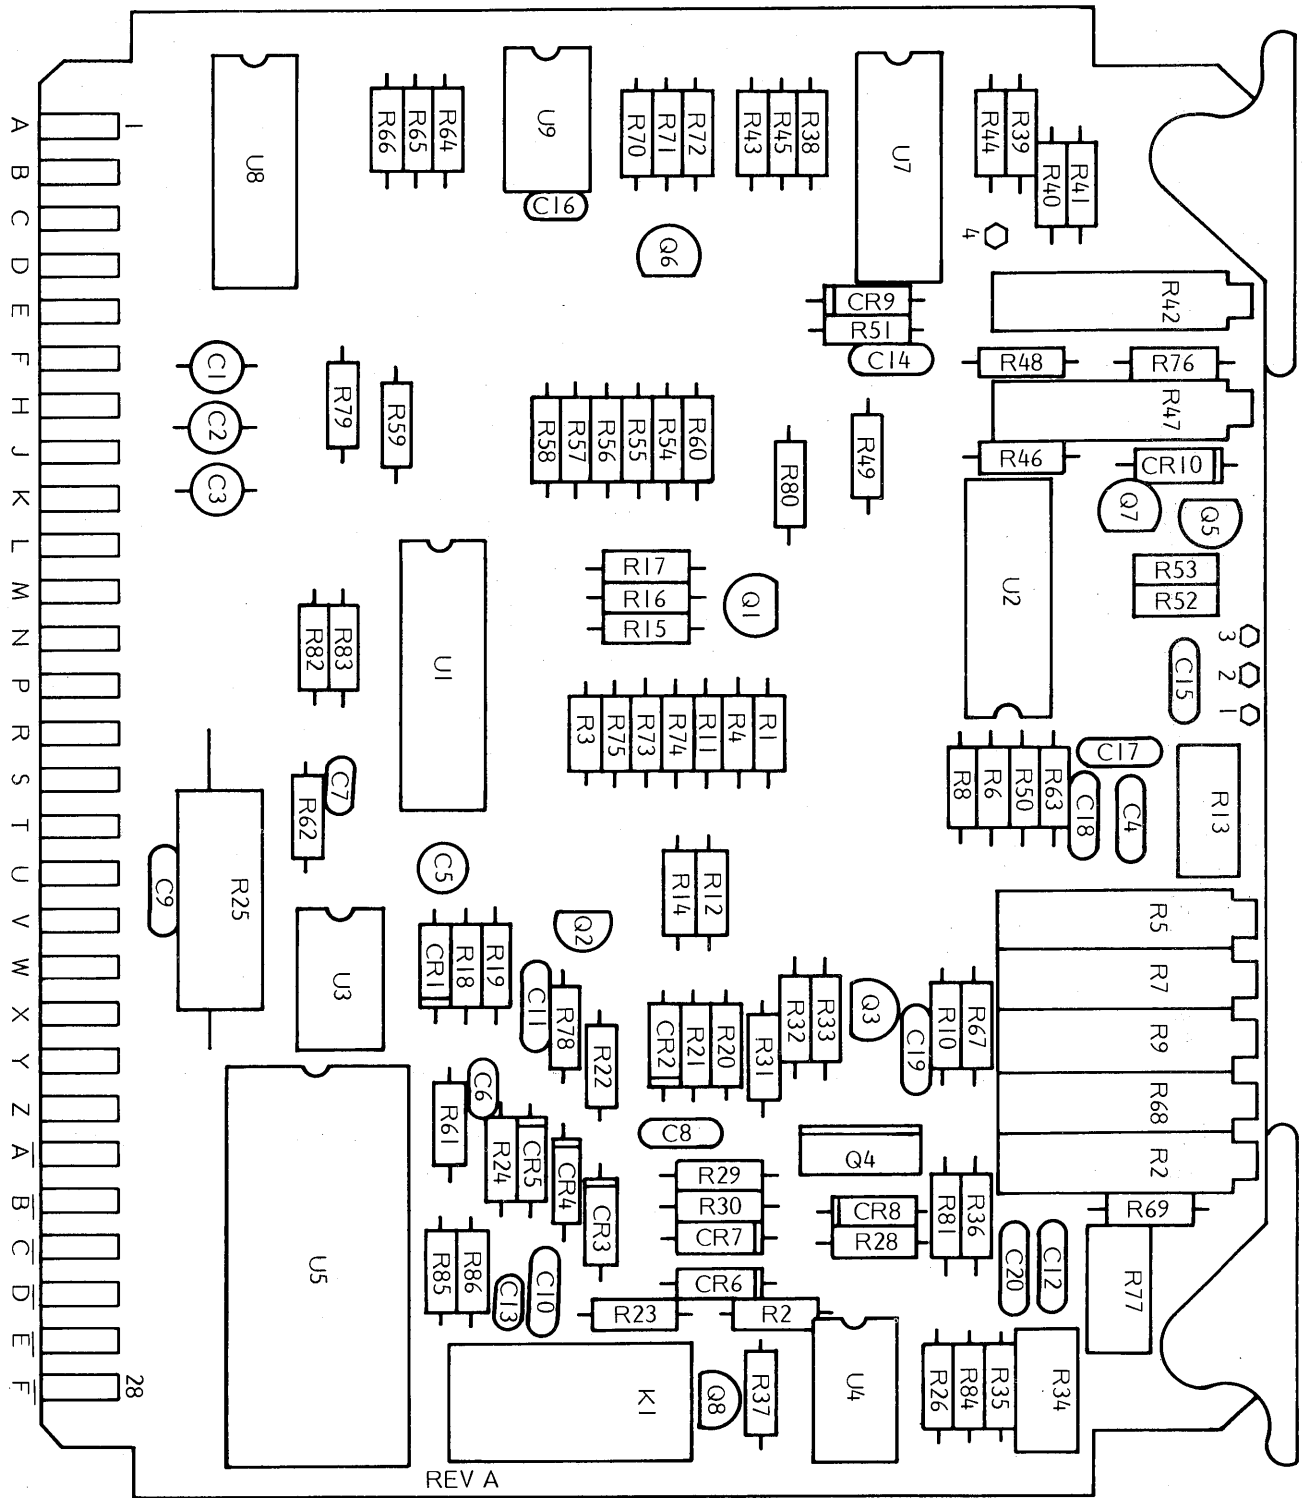 A
1
B
C
D
E
F
H
J
K
L
M
N
P
R
S
T
U
V
W
X
Y
Z
A
B
C
D
E
F
28
U8
R66
R65
R64
U9
C16
R70
R71
R72
R43
R45
R38
U7
R44
R39
R40
R41
4
Q6
CR9
R51
C14
R42
R48
R76
R47
R46
CR10
Q7
Q5
C1
C2
C3
R79
R59
R58
R57
R56
R55
R54
R60
R80
R49
U2
R53
R52
3
2
1
C15
R17
R16
R15
Q1
U1
R82
R83
R3
R75
R73
R74
R11
R4
R1
R8
R6
R50
R63
C17
C18
C4
R13
C7
R62
C9
R25
C5
R14
R12
U3
CR1
R18
R19
Q2
C11
R78
R22
CR2
R21
R20
R31
R32
R33
Q3
C19
R10
R67
R5
R7
R9
R68
R2
C6
R61
R24
CR5
CR4
CR3
C8
Q4
R29
R30
CR7
CR8
R28
R81
R36
R69
U5
R85
R86
C13
C10
CR6
R23
R2
C20
C12
R77
K1
Q8
R37
U4
R26
R84
R35
R34
REV A